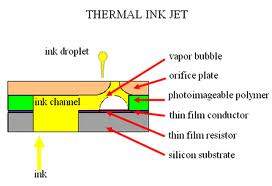 THERMAL INK JET
ink droplet
vapor bubble
orifice plate
photoimageable polymer
ink channel
thin film conductor
thin film resistor
silicon substrate
ink